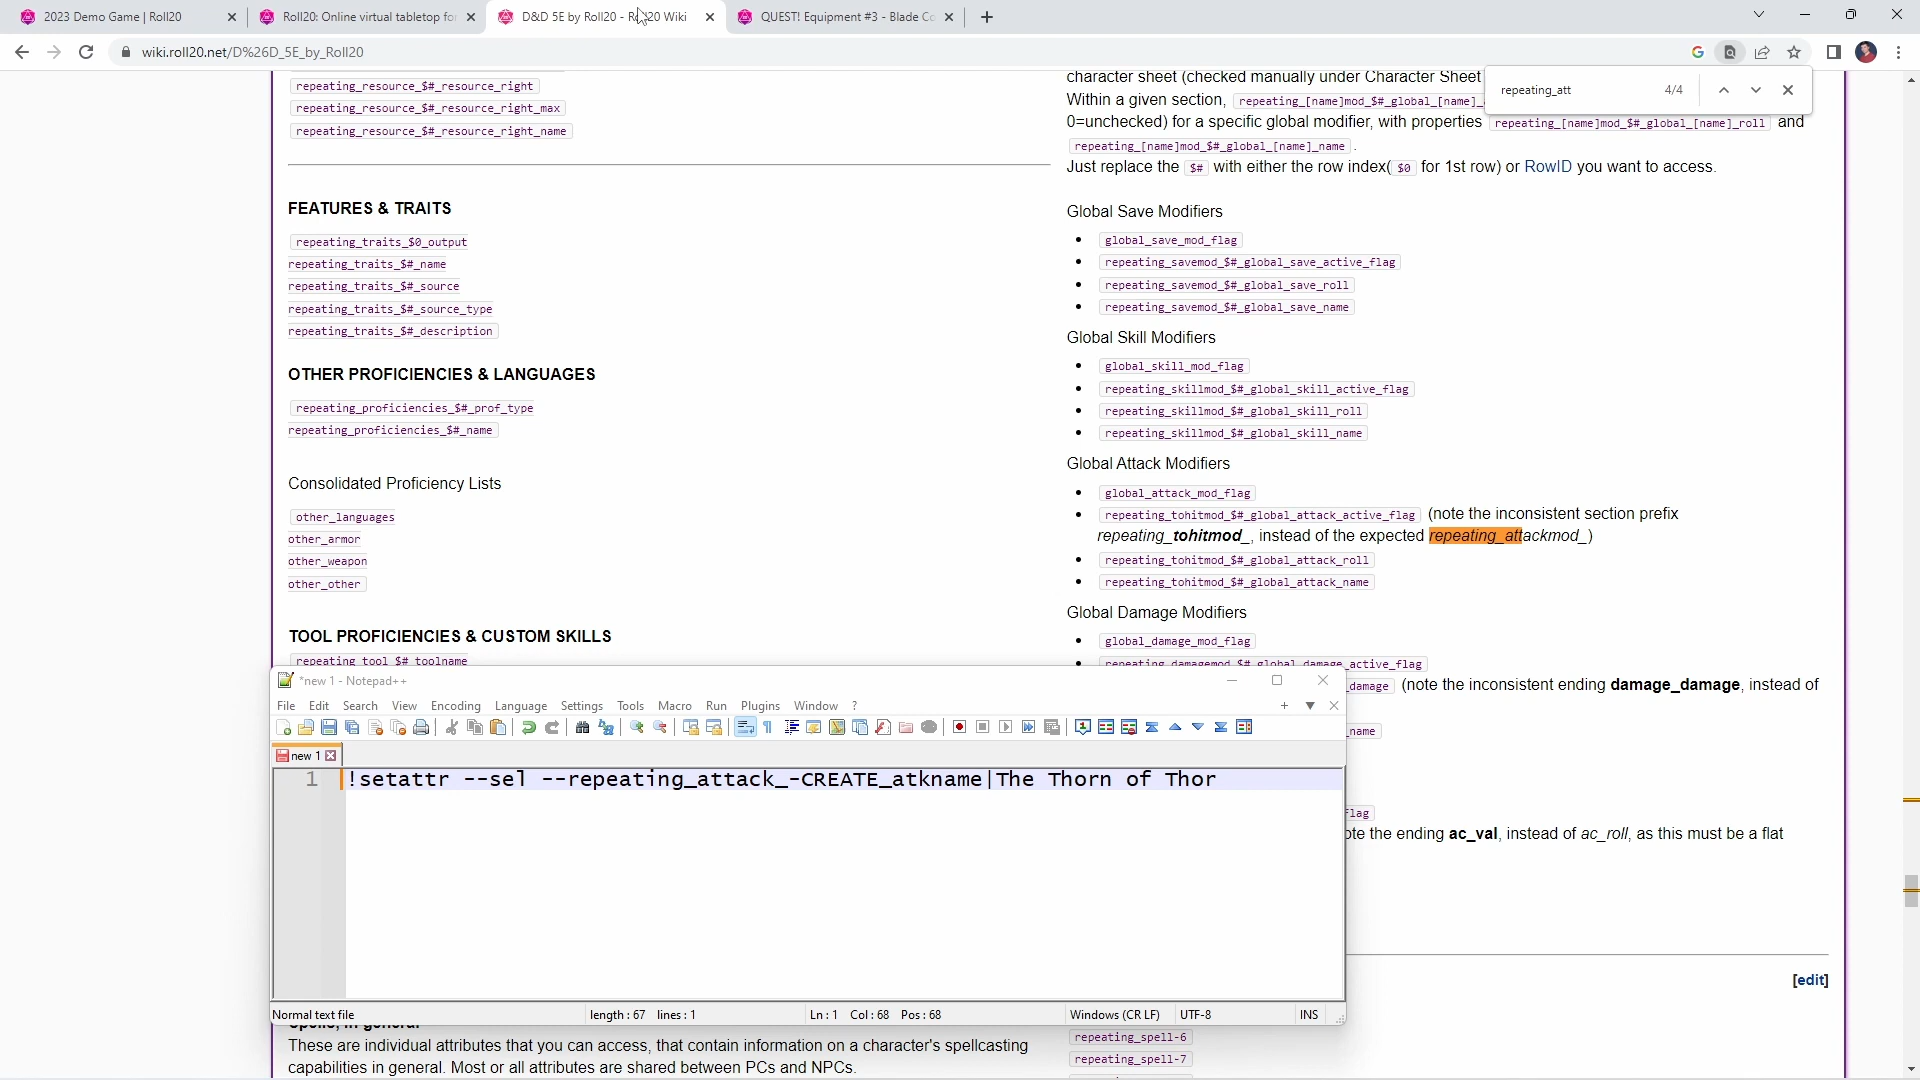 2023 Demo Game | Roll20
Roll20: Online virtual tabletop for
D&D 5E by Roll20 - Roll20 Wiki
QUEST! Equipment #3 - Blade Co
wiki.roll20.net/D%26D_5E_by_Roll20
repeating_att
4/4
repeating_resource_$#_resource_right
repeating_resource_$#_resource_right_max
repeating_resource_$#_resource_right_name
FEATURES & TRAITS
repeating_traits_$0_output
repeating_traits_$#_name
repeating_traits_$#_source
repeating_traits_$#_source_type
repeating_traits_$#_description
OTHER PROFICIENCIES & LANGUAGES
repeating_proficiencies_$#_prof_type
repeating_proficiencies_$#_name
Consolidated Proficiency Lists
other_languages
other_armor
other_weapon
other_other
TOOL PROFICIENCIES & CUSTOM SKILLS
repeating_tool_$#_toolname
character sheet (checked manually under Character Sheet
Within a given section, repeating_[name]mod_$#_global_[name]_
0=unchecked) for a specific global modifier, with properties repeating_[name]mod_$#_global_[name]_roll and
repeating_[name]mod_$#_global_[name]_name .
Just replace the $# with either the row index( $0 for 1st row) or RowID you want to access.
Global Save Modifiers
global_save_mod_flag
repeating_savemod_$#_global_save_active_flag
repeating_savemod_$#_global_save_roll
repeating_savemod_$#_global_save_name
Global Skill Modifiers
global_skill_mod_flag
repeating_skillmod_$#_global_skill_active_flag
repeating_skillmod_$#_global_skill_roll
repeating_skillmod_$#_global_skill_name
Global Attack Modifiers
global_attack_mod_flag
repeating_tohitmod_$#_global_attack_active_flag (note the inconsistent section prefix
repeating_tohitmod_, instead of the expected repeating_attackmod_)
repeating_tohitmod_$#_global_attack_roll
repeating_tohitmod_$#_global_attack_name
Global Damage Modifiers
global_damage_mod_flag
repeating_damagemod_$#_global_damage_active_flag
_damage (note the inconsistent ending damage_damage, instead of
_name
flag
ote the ending ac_val, instead of ac_roll, as this must be a flat
[edit]
*new 1 - Notepad++
File Edit Search View Encoding Language Settings Tools Macro Run Plugins Window ?
new 1
1 !setattr --sel --repeating_attack_-CREATE_atkname|The Thorn of Thor
Normal text file length : 67 lines : 1 Ln : 1 Col : 68 Pos : 68 Windows (CR LF) UTF-8 INS
Spells, in general
These are individual attributes that you can access, that contain information on a character's spellcasting
capabilities in general. Most or all attributes are shared between PCs and NPCs.
repeating_spell-6
repeating_spell-7